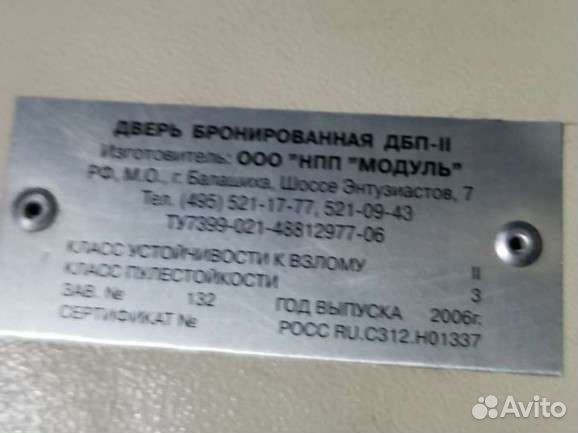 ДВЕРЬ БРОНИРОВАННАЯ ДБП-II
Изготовитель: ООО "НПП "МОДУЛЬ"
РФ, М.О., г. Балашиха, Шоссе Энтузиастов, 7
Тел. (495) 521-17-77, 521-09-43
ТУ7399-021-48812977-06
КЛАСС УСТОЙЧИВОСТИ К ВЗЛОМУ II
КЛАСС ПУЛЕСТОЙКОСТИ 3
ЗАВ. № 132 ГОД ВЫПУСКА 2006г.
СЕРТИФИКАТ № РОСС RU.С312.Н01337
Avito